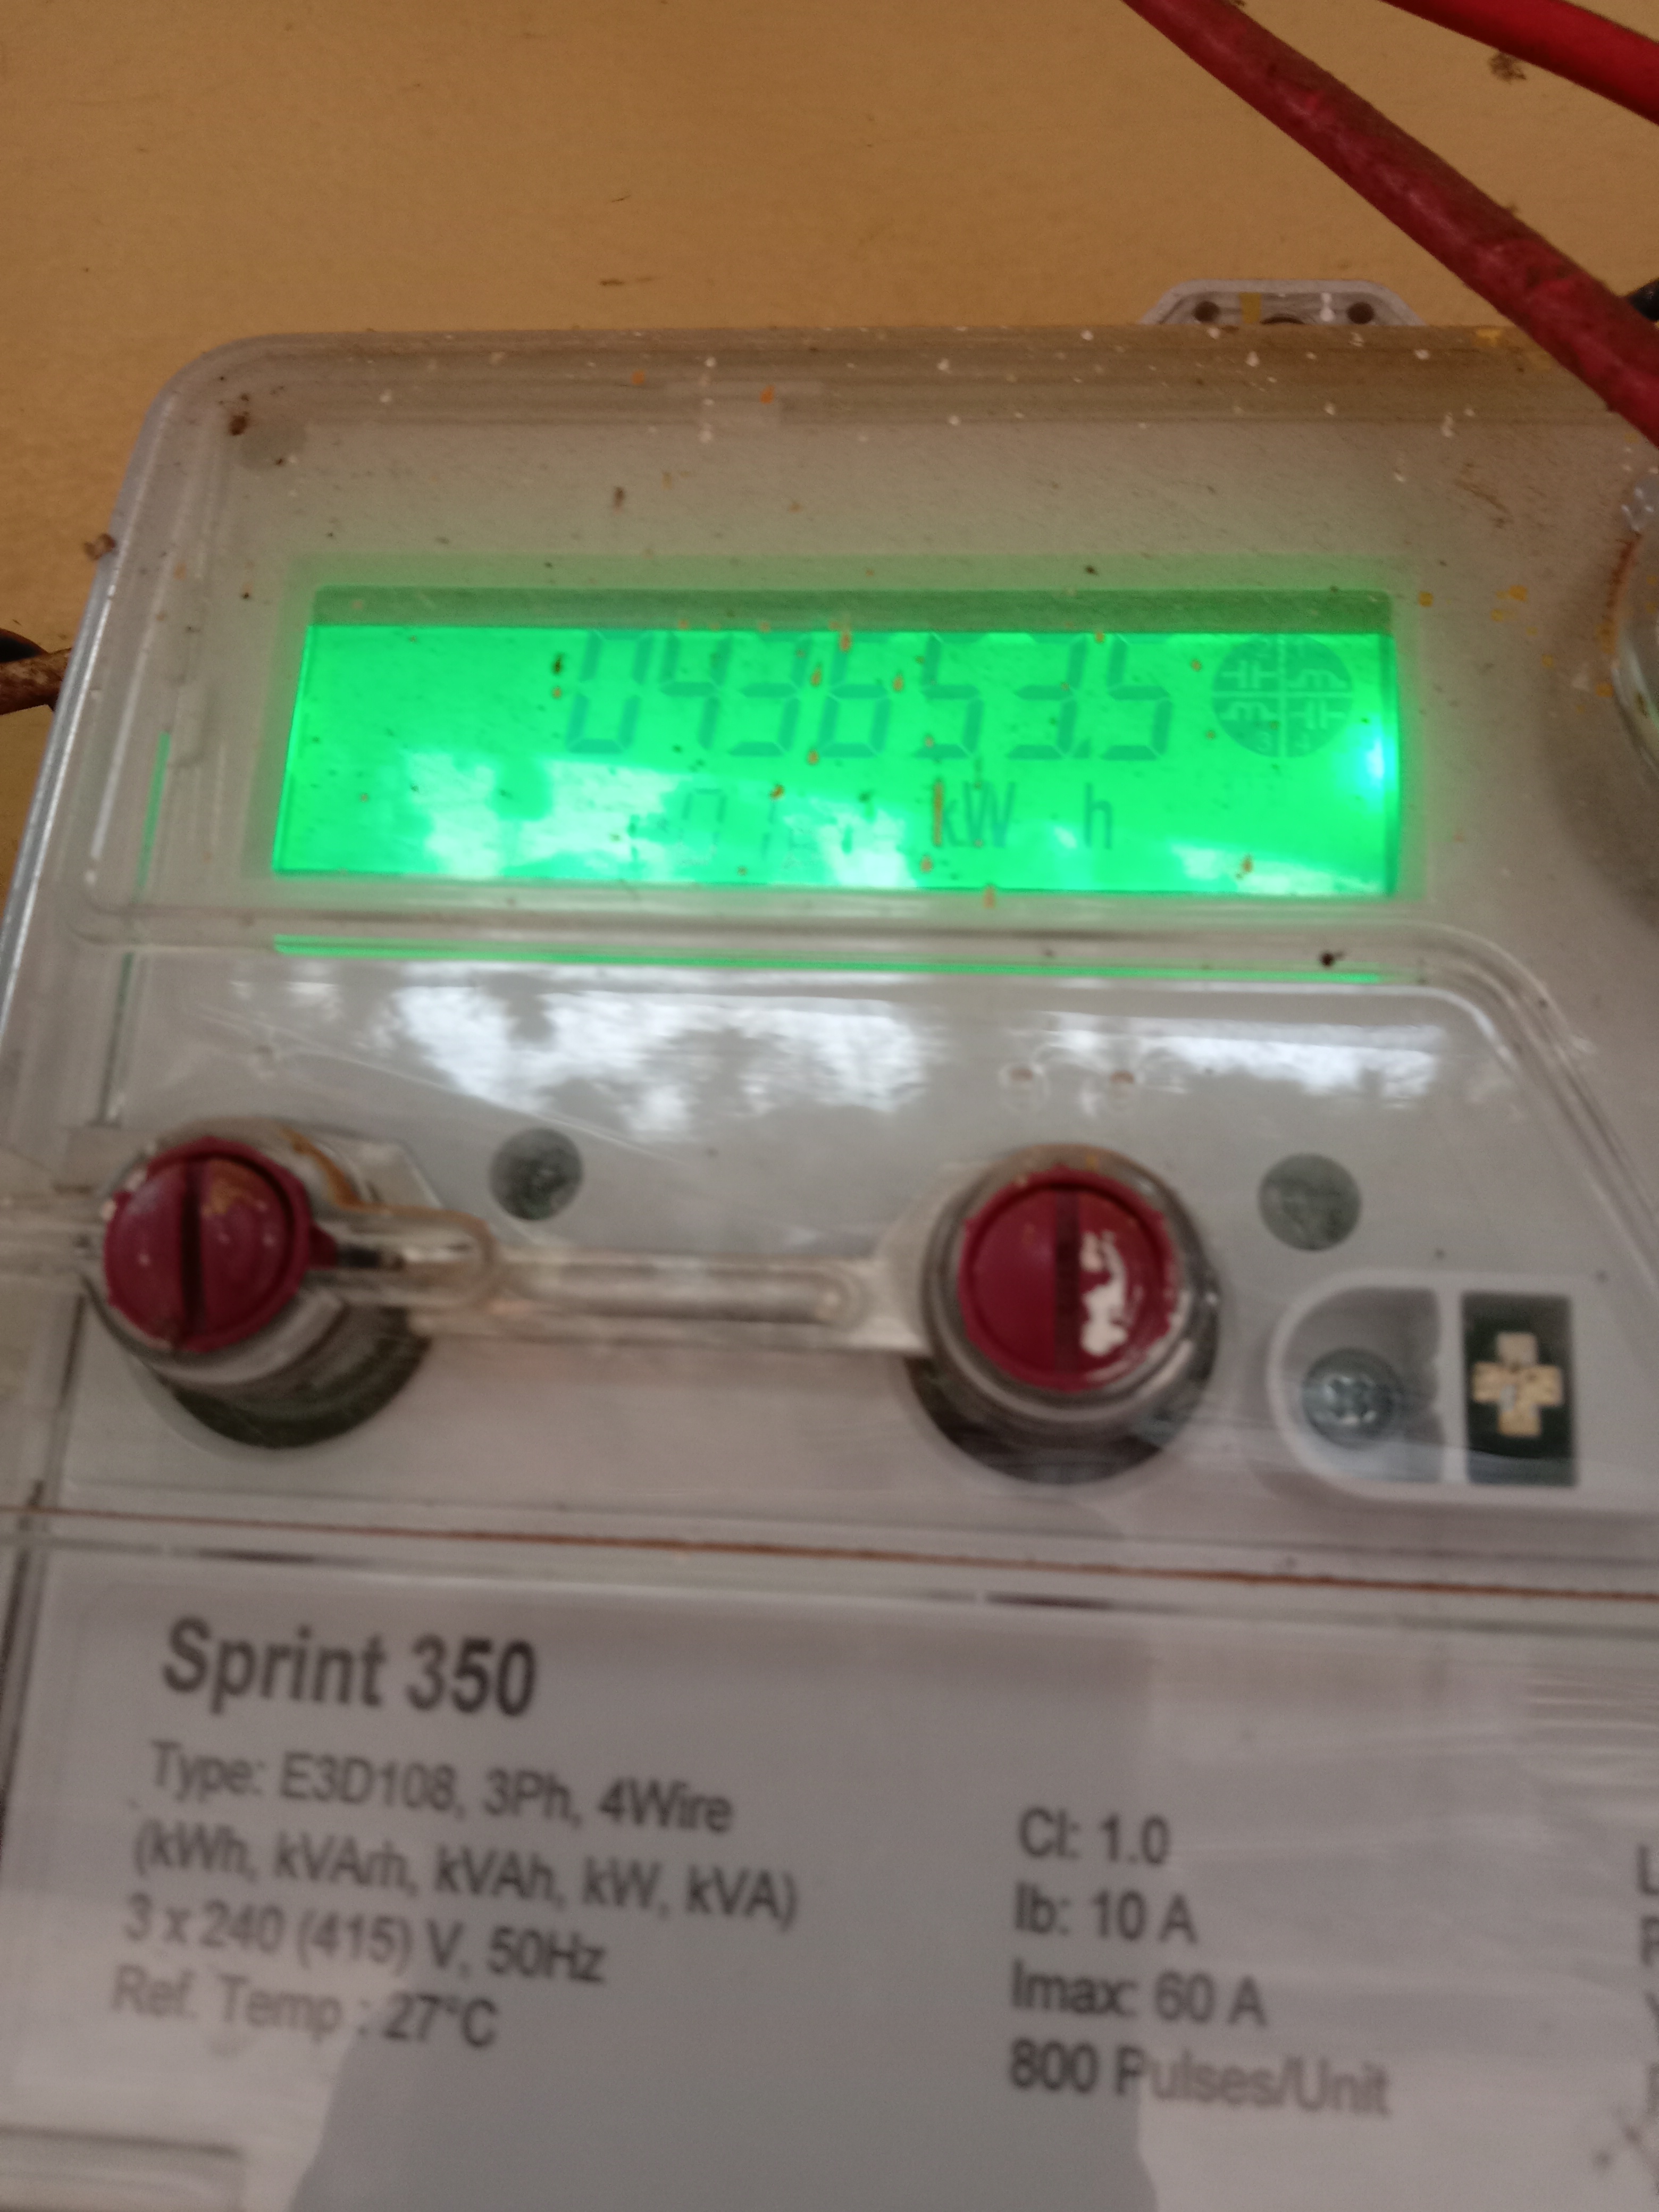 043653.5
kW h
Sprint 350
Type: E3D108, 3Ph, 4Wire
(kWh, kVArh, kVAh, kW, kVA)
3 x 240 (415) V, 50Hz
Ref. Temp : 27°C
Cl: 1.0
Ib: 10 A
Imax: 60 A
800 Pulses/Unit